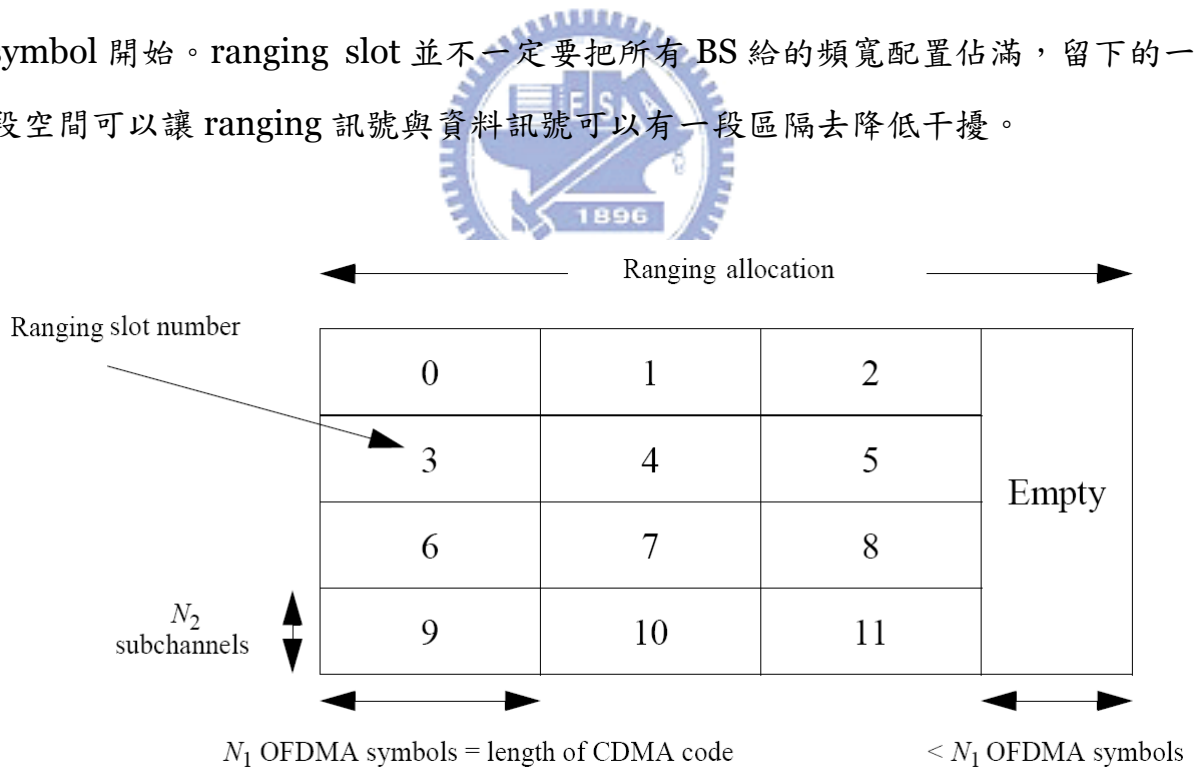 symbol 開始。ranging slot 並不一定要把所有 BS 給的頻寬配置佔滿,留下的一
段空間可以讓 ranging 訊號與資料訊號可以有一段區隔去降低干擾。
ES A
1896
Ranging allocation
Ranging slot number
0 1 2
3 4 5
Empty
6 7 8
N₂
subchannels
9 10 11
N₁ OFDMA symbols = length of CDMA code < N₁ OFDMA symbols